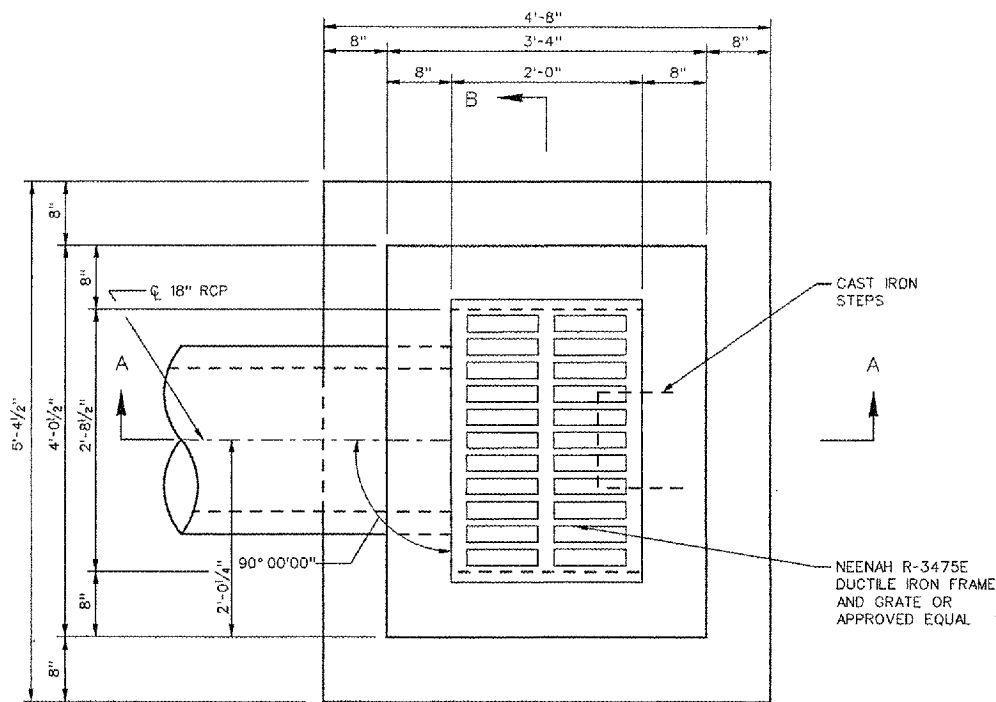 4'-8"
8"
3'-4"
8"
8"
2'-0"
8"
B
8"
8"
℄ 18" RCP
CAST IRON
STEPS
A
A
5'-4½"
4'-0½"
2'-8½"
90° 00'00"
2'-0¼"
NEENAH R-3475E
DUCTILE IRON FRAME
AND GRATE OR
APPROVED EQUAL
8"
8"